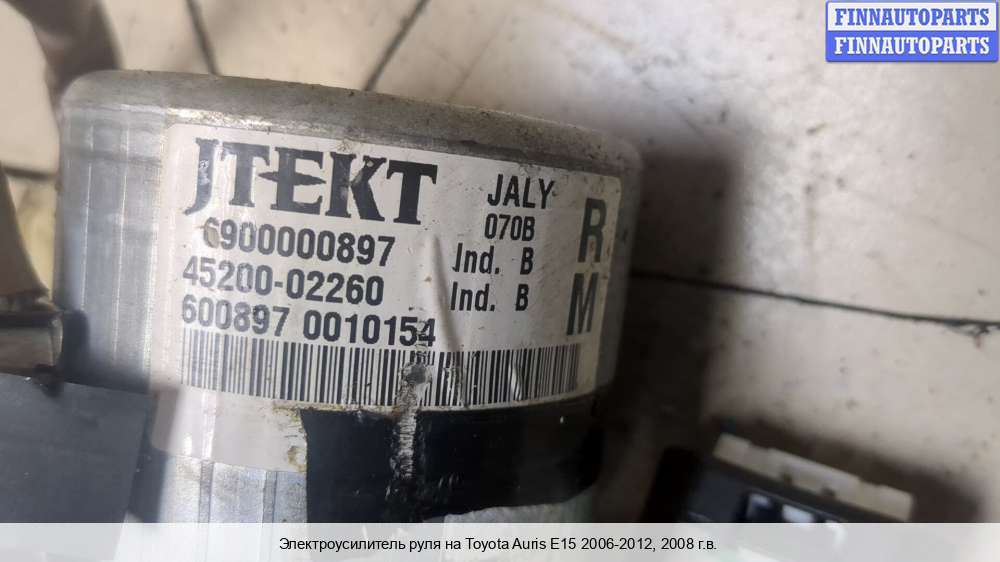 FINNAUTOPARTS
FINNAUTOPARTS
JTEKT JALY R
6900000897 070B
Ind. B
45200-02260 Ind. B M
600897 0010154
Электроусилитель руля на Toyota Auris E15 2006-2012, 2008 г.в.